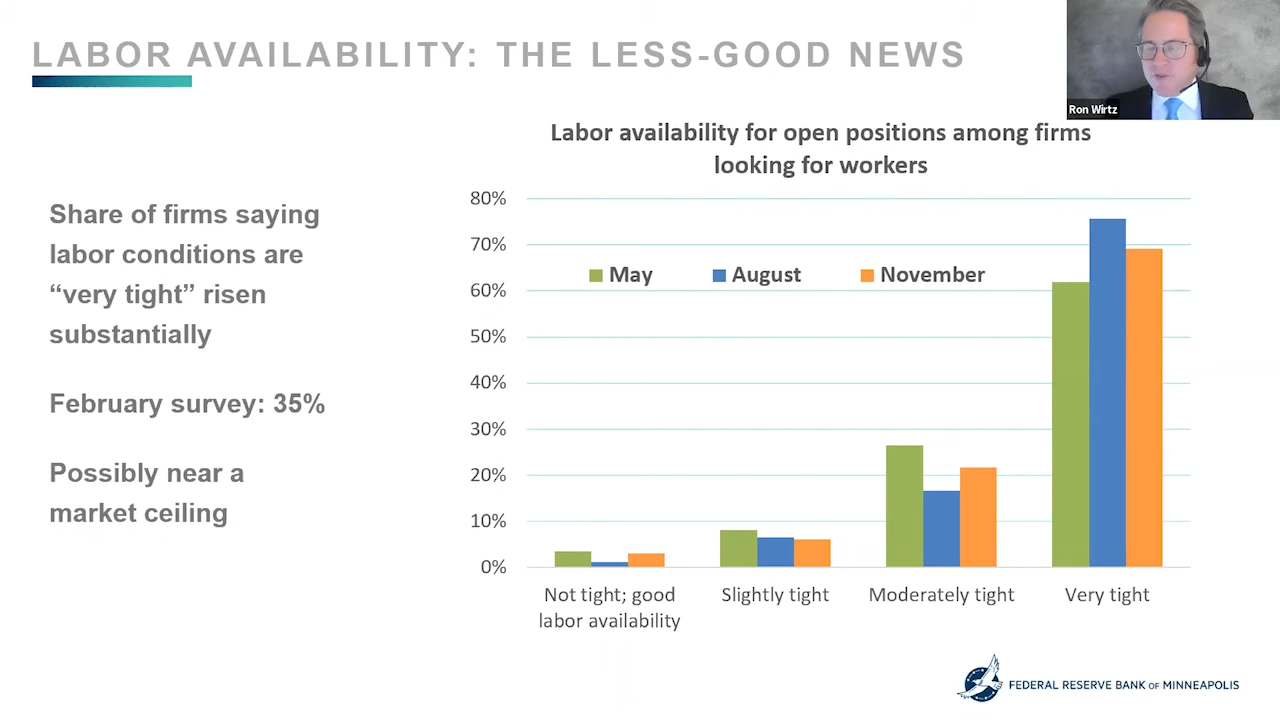 LABOR AVAILABILITY: THE LESS-GOOD NEWS
Ron Wirtz
Share of firms saying
labor conditions are
“very tight” risen
substantially
February survey: 35%
Possibly near a
market ceiling
Labor availability for open positions among firms
looking for workers
80%
70%
60%
50%
40%
30%
20%
10%
0%
May August November
Not tight; good
labor availability
Slightly tight
Moderately tight
Very tight
FEDERAL RESERVE BANK OF MINNEAPOLIS